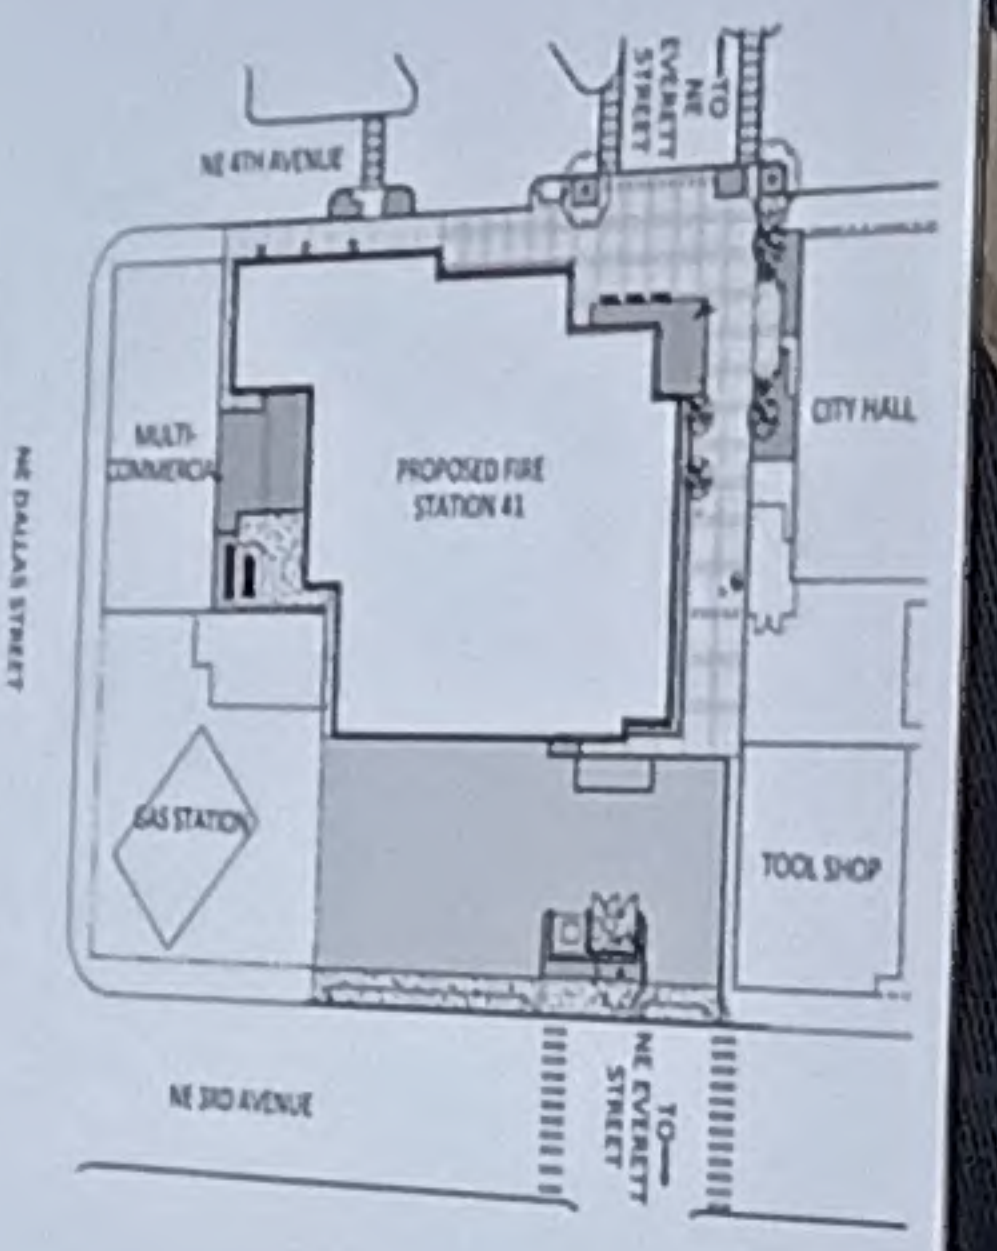 TO
NE
EVERETT
STREET
NE 4TH AVENUE
CITY HALL
MULTI-
COMMERCIAL
PROPOSED FIRE
STATION 41
NE DALLAS STREET
GAS STATION
TOOL SHOP
NE 3RD AVENUE
TO
NE EVERETT
STREET